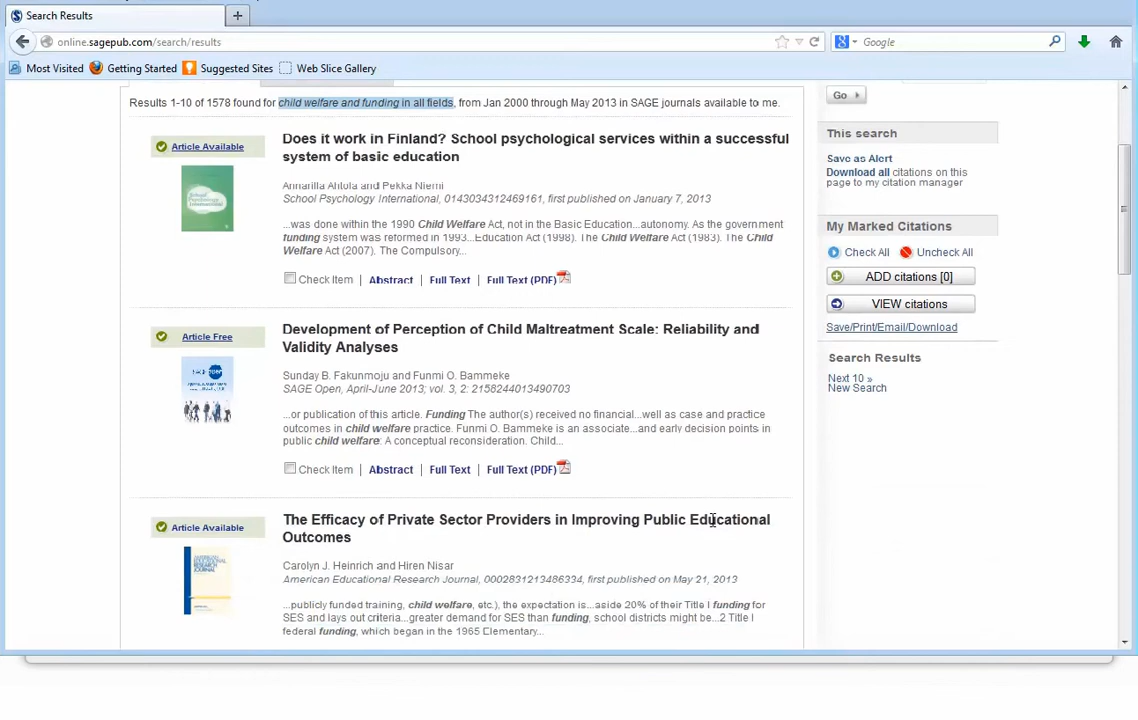 Search Results
online.sagepub.com/search/results
Google
Most Visited
Getting Started
Suggested Sites
Web Slice Gallery
Results 1-10 of 1578 found for child welfare and funding in all fields, from Jan 2000 through May 2013 in SAGE journals available to me.
Article Available
Does it work in Finland? School psychological services within a successful
system of basic education
Annarilla Ahtola and Pekka Niemi
School Psychology International, 0143034312469161, first published on January 7, 2013
...was done within the 1990 Child Welfare Act, not in the Basic Education...autonomy. As the government
funding system was reformed in 1993...Education Act (1998). The Child Welfare Act (1983). The Child
Welfare Act (2007). The Compulsory...
Check Item | Abstract | Full Text | Full Text (PDF)
Article Free
Development of Perception of Child Maltreatment Scale: Reliability and
Validity Analyses
Sunday B. Fakunmoju and Funmi O. Bammeke
SAGE Open, April-June 2013; vol. 3, 2: 2158244013490703
...or publication of this article. Funding The author(s) received no financial...well as case and practice
outcomes in child welfare practice. Funmi O. Bammeke is an associate...and early decision points in
public child welfare: A conceptual reconsideration. Child...
Check Item | Abstract | Full Text | Full Text (PDF)
Article Available
The Efficacy of Private Sector Providers in Improving Public Educational
Outcomes
Carolyn J. Heinrich and Hiren Nisar
American Educational Research Journal, 0002831213486334, first published on May 21, 2013
...publicly funded training, child welfare, etc.), the expectation is...aside 20% of their Title I funding for
SES and lays out criteria...greater demand for SES than funding, school districts might be...2 Title I
federal funding, which began in the 1965 Elementary...
Go
This search
Save as Alert
Download all citations on this
page to my citation manager
My Marked Citations
Check All
Uncheck All
ADD citations [0]
VIEW citations
Save/Print/Email/Download
Search Results
Next 10 »
New Search